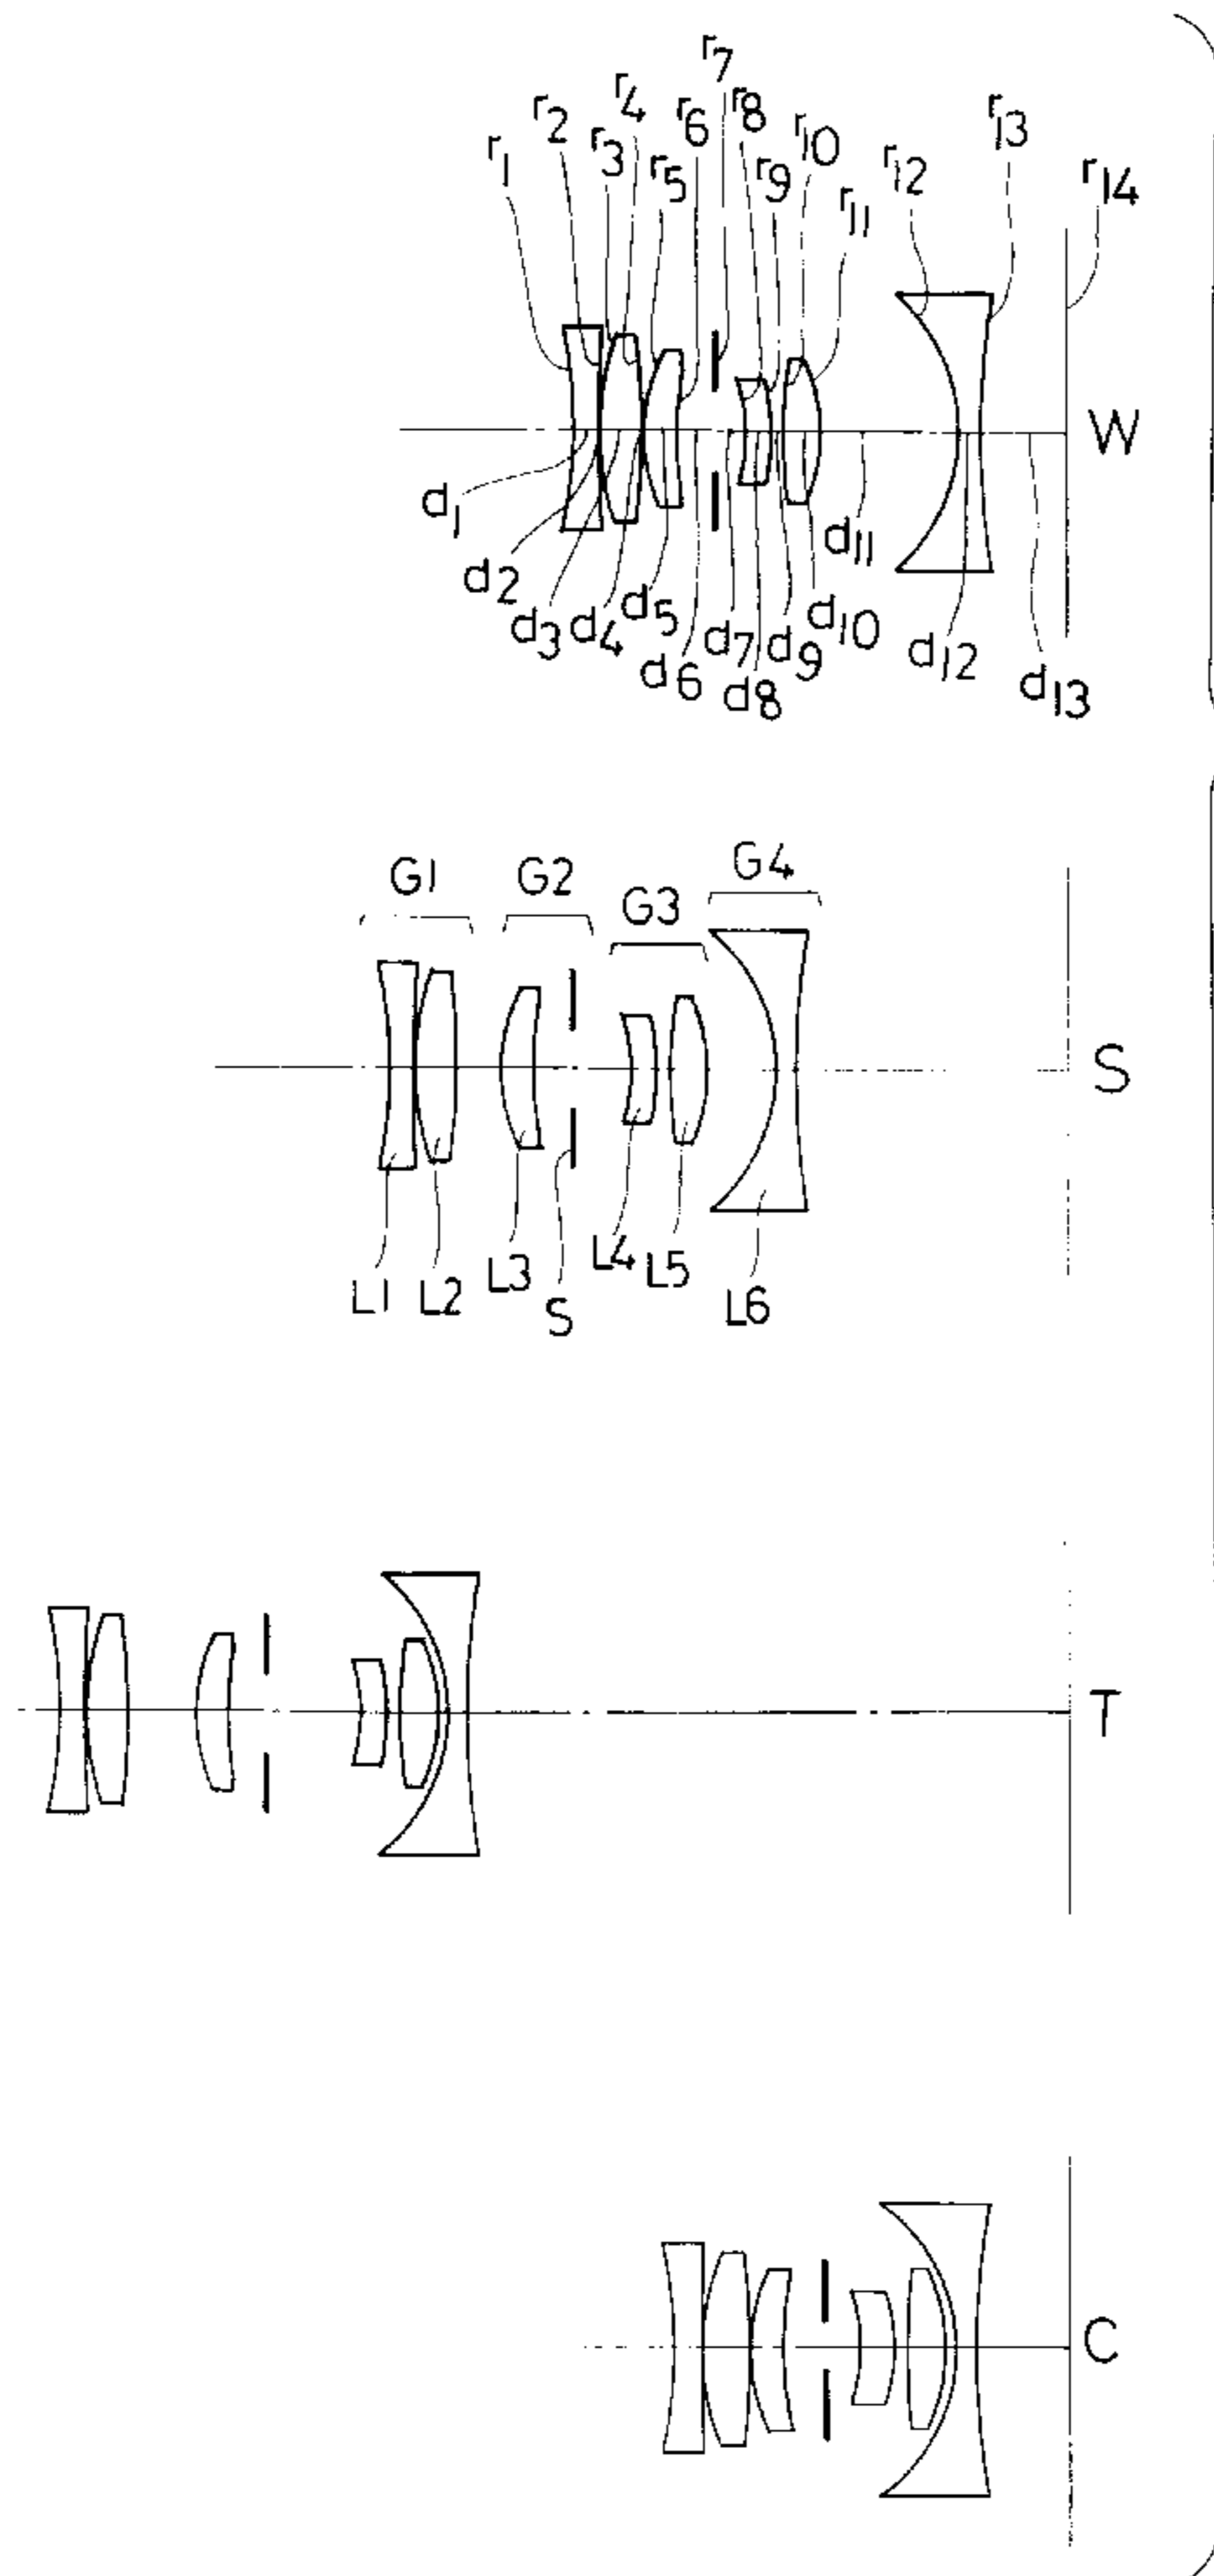 r1 r2 r3 r4 r5 r6 r7 r8 r9 r10 r11 r12 r13 r14
W
d1 d2 d3 d4 d5 d6 d7 d8 d9 d10 d11 d12 d13
G1 G2 G3 G4
S
L1 L2 L3 S L4 L5 L6
T
C